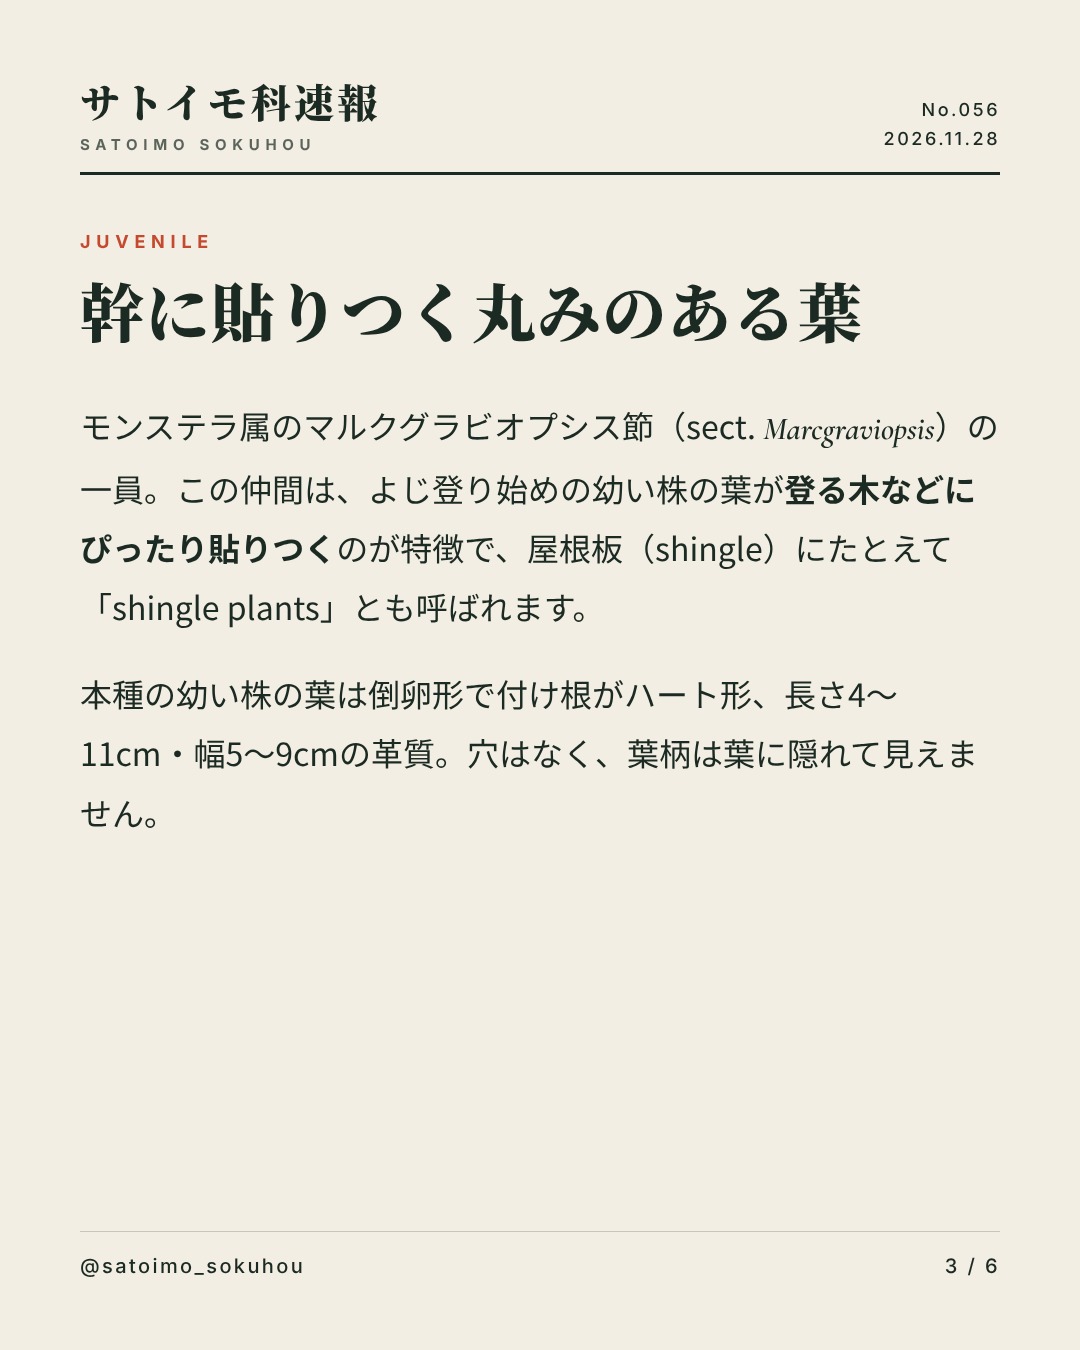 サトイモ科速報
SATOIMO SOKUHOU
No.056
2026.11.28
JUVENILE
幹に貼りつく丸みのある葉
モンステラ属のマルクグラビオプシス節（sect. Marcgraviopsis）の
一員。この仲間は、よじ登り始めの幼い株の葉が登る木などに
ぴったり貼りつくのが特徴で、屋根板（shingle）にたとえて
「shingle plants」とも呼ばれます。
本種の幼い株の葉は倒卵形で付け根がハート形、長さ4〜
11cm・幅5〜9cmの革質。穴はなく、葉柄は葉に隠れて見えま
せん。
@satoimo_sokuhou
3 / 6